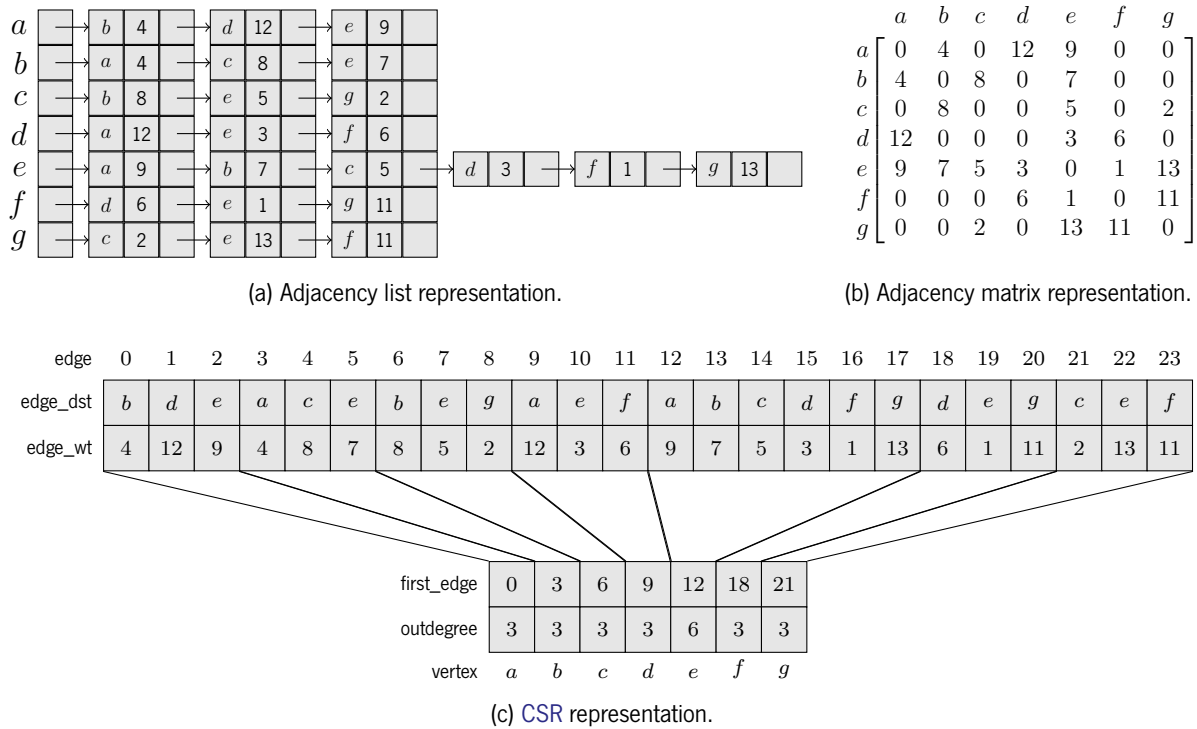 a b 4 d 12 e 9
b a 4 c 8 e 7
c b 8 e 5 g 2
d a 12 e 3 f 6
e a 9 b 7 c 5 d 3 f 1 g 13
f d 6 e 1 g 11
g c 2 e 13 f 11
(a) Adjacency list representation.
a b c d e f g
a 0 4 0 12 9 0 0
b 4 0 8 0 7 0 0
c 0 8 0 0 5 0 2
d 12 0 0 0 3 6 0
e 9 7 5 3 0 1 13
f 0 0 0 6 1 0 11
g 0 0 2 0 13 11 0
(b) Adjacency matrix representation.
edge 0 1 2 3 4 5 6 7 8 9 10 11 12 13 14 15 16 17 18 19 20 21 22 23
edge_dst b d e a c e b e g a e f a b c d f g d e g c e f
edge_wt 4 12 9 4 8 7 8 5 2 12 3 6 9 7 5 3 1 13 6 1 11 2 13 11
first_edge 0 3 6 9 12 18 21
outdegree 3 3 3 3 6 3 3
vertex a b c d e f g
(c) CSR representation.